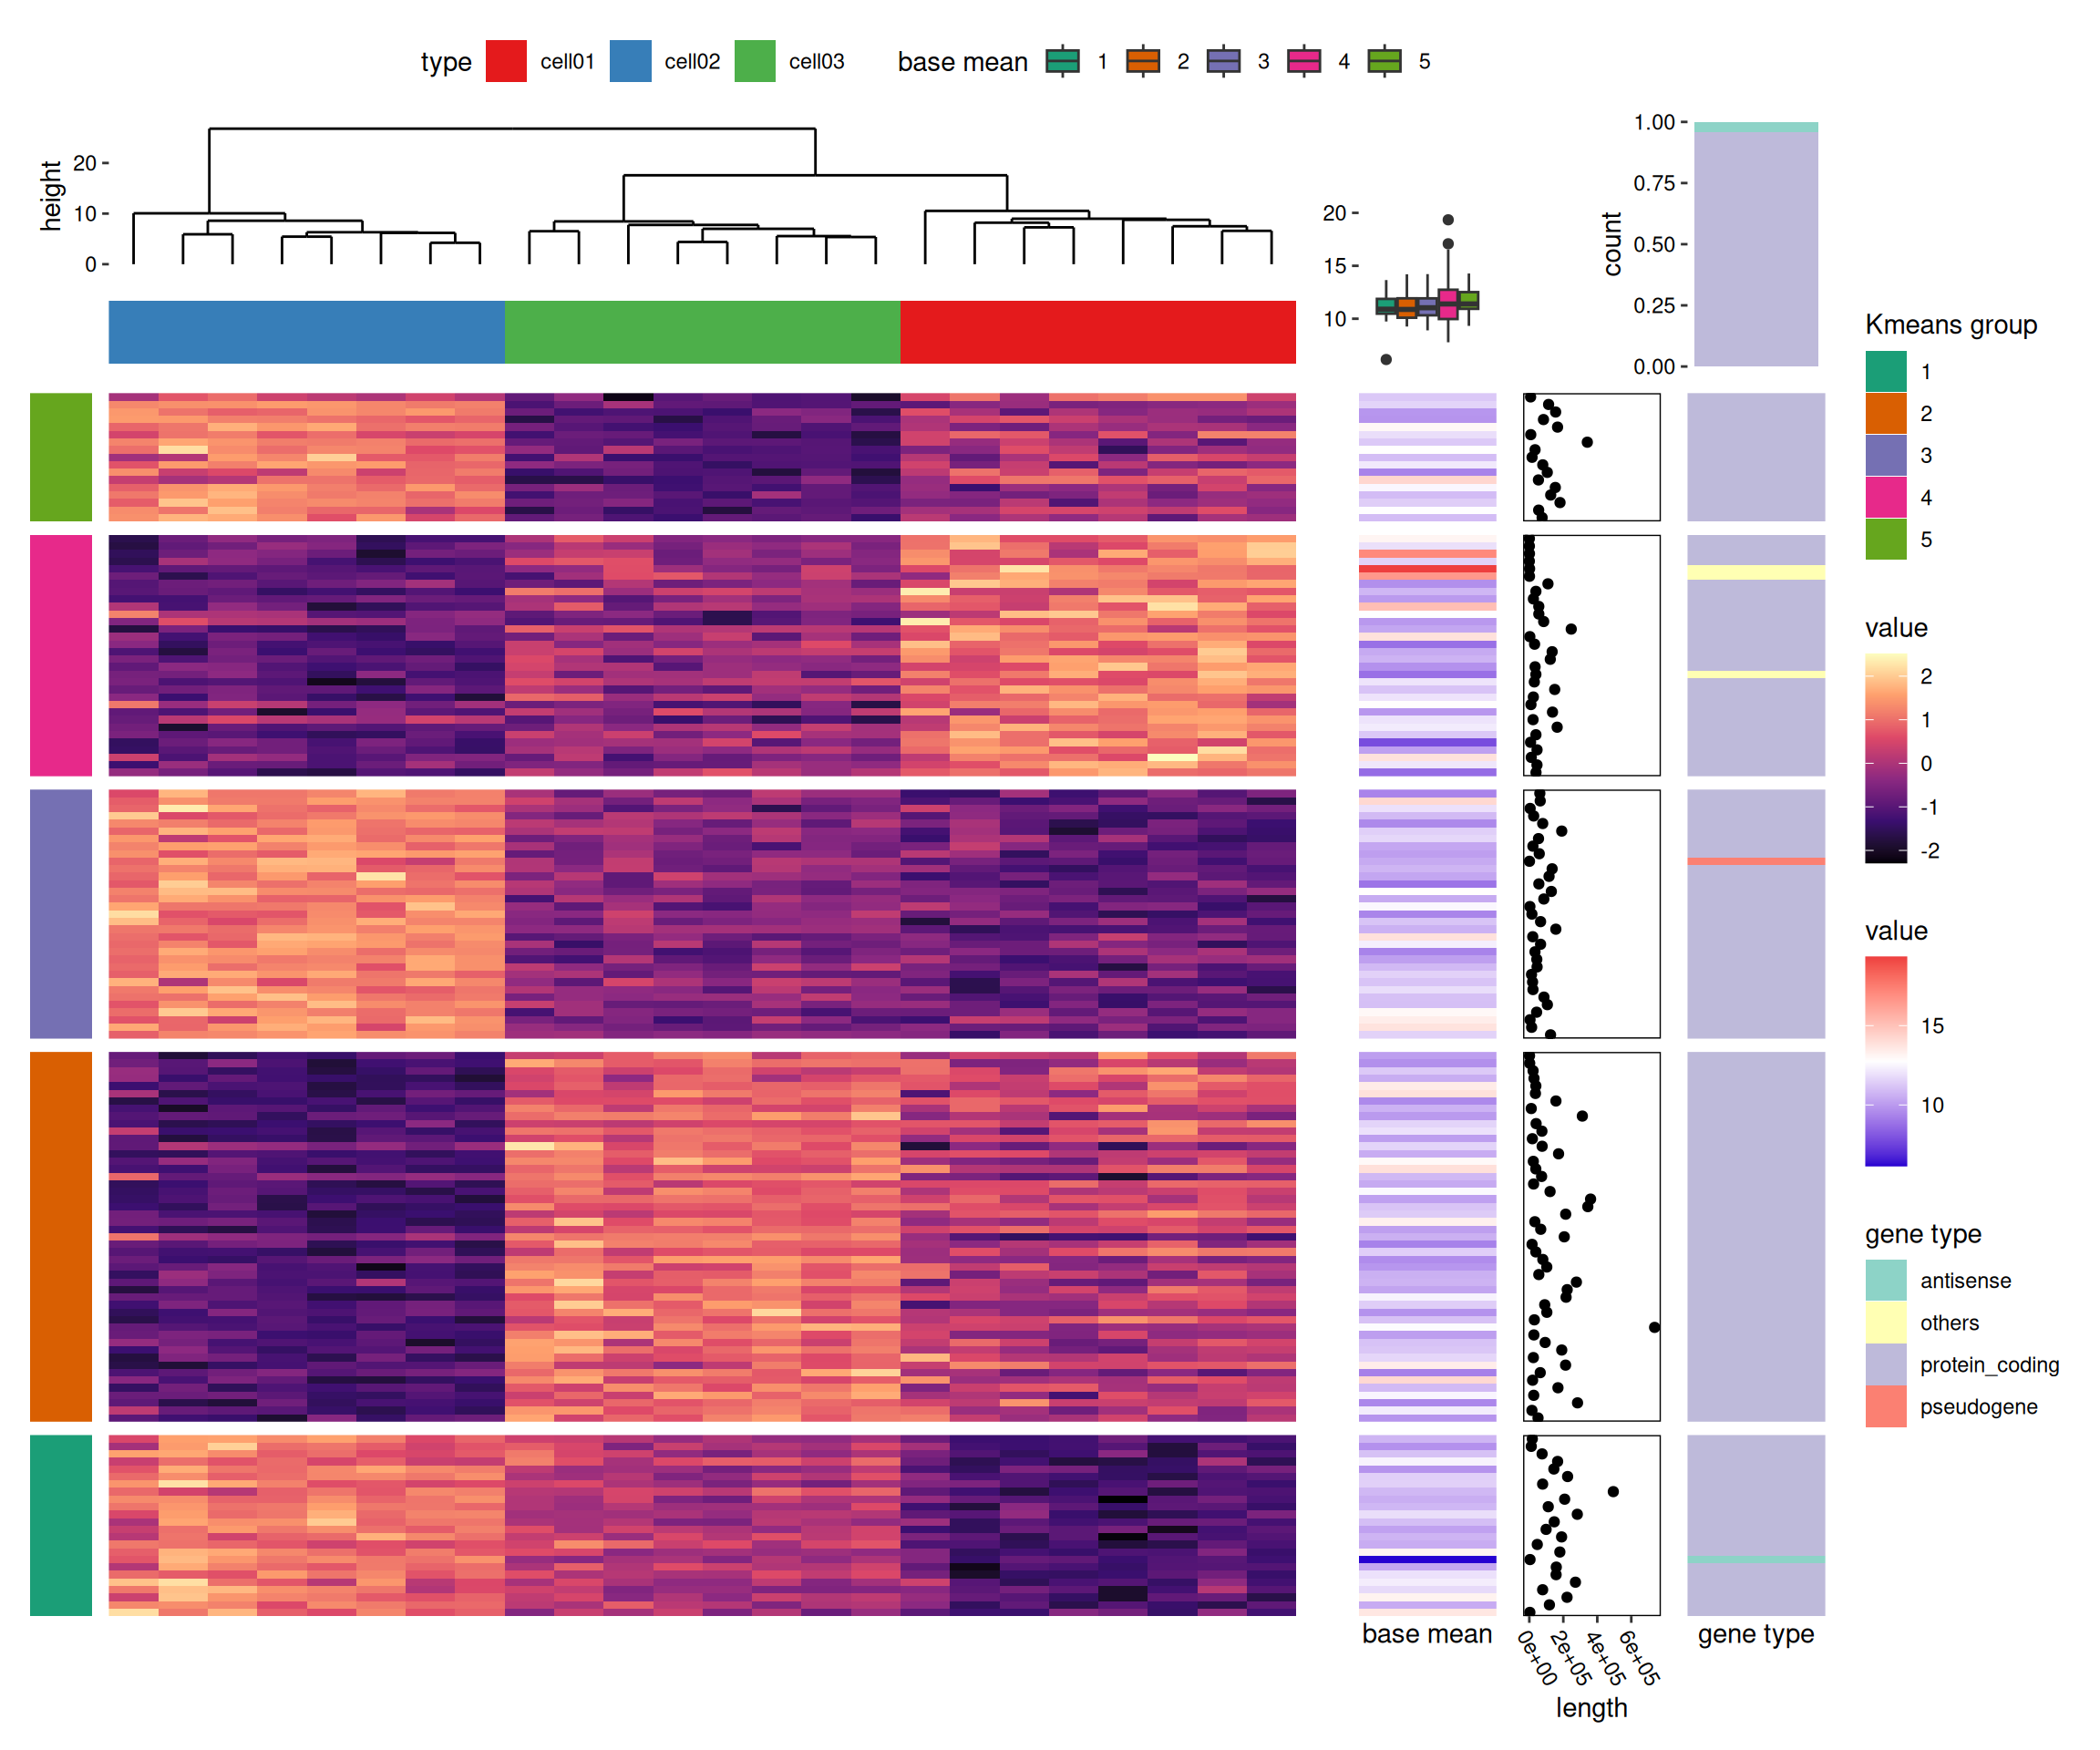 type cell01 cell02 cell03 base mean 1 2 3 4 5
height
20
10
0
20
15
10
count
1.00
0.75
0.50
0.25
0.00
Kmeans group
1
2
3
4
5
value
2
1
0
-1
-2
value
15
10
gene type
antisense
others
protein_coding
pseudogene
base mean
0e+00 2e+05 4e+05 6e+05
length
gene type